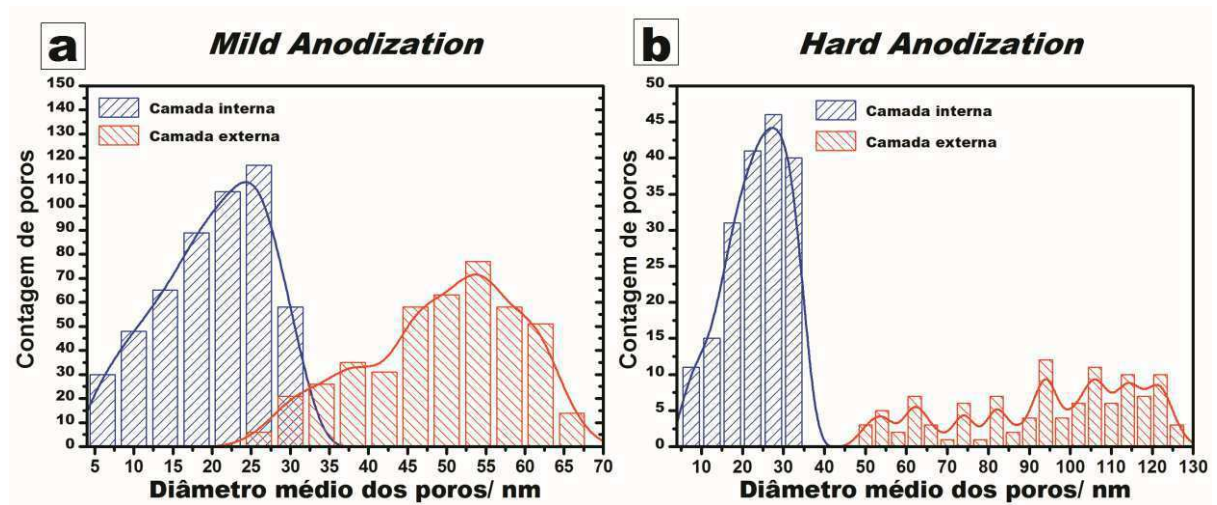 a
Mild Anodization
150
140
130
120
110
100
90
80
70
60
50
40
30
20
10
0
Contagem de poros
Camada interna
Camada externa
5 10 15 20 25 30 35 40 45 50 55 60 65 70
Diâmetro médio dos poros/ nm
b
Hard Anodization
50
45
40
35
30
25
20
15
10
5
0
Contagem de poros
Camada interna
Camada externa
10 20 30 40 50 60 70 80 90 100 110 120 130
Diâmetro médio dos poros/ nm